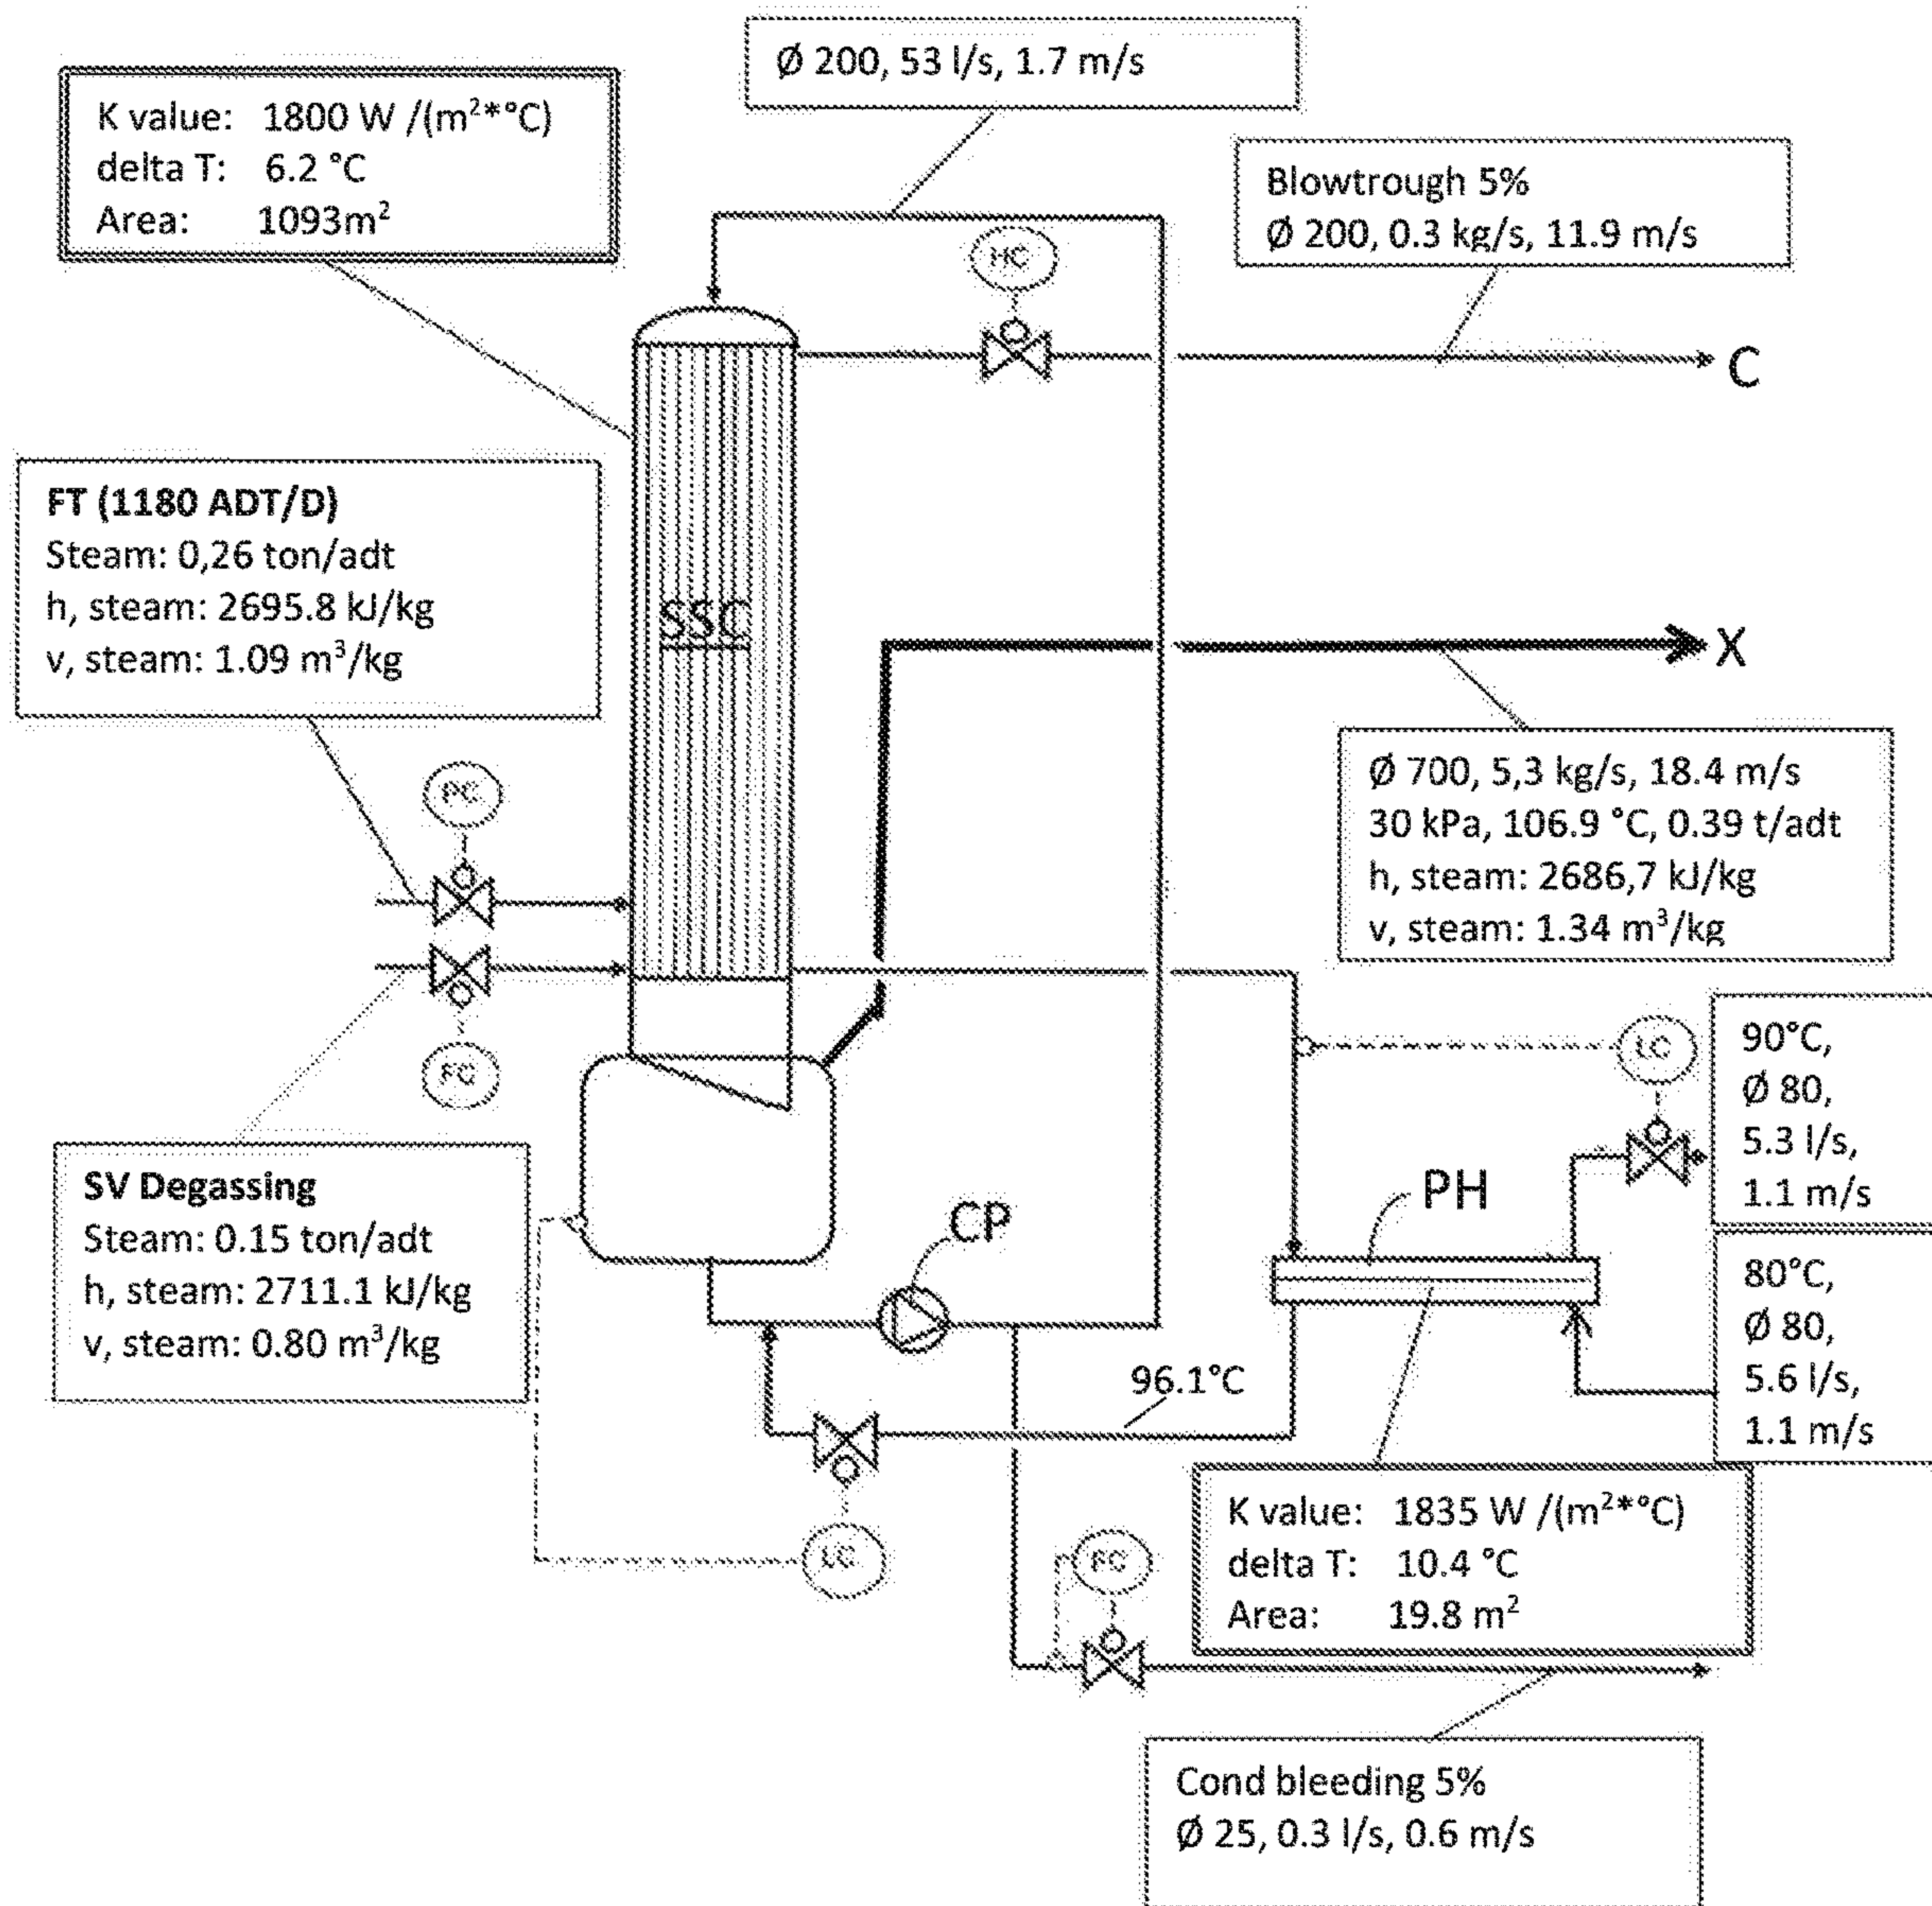 Ø 200, 53 l/s, 1.7 m/s
K value: 1800 W /(m²*°C)
delta T: 6.2 °C
Area: 1093m²
Blowtrough 5%
Ø 200, 0.3 kg/s, 11.9 m/s
HC
C
FT (1180 ADT/D)
Steam: 0,26 ton/adt
h, steam: 2695.8 kJ/kg
v, steam: 1.09 m³/kg
SSC
X
Ø 700, 5,3 kg/s, 18.4 m/s
30 kPa, 106.9 °C, 0.39 t/adt
h, steam: 2686,7 kJ/kg
v, steam: 1.34 m³/kg
PC
FC
LC
90°C,
Ø 80,
5.3 l/s,
1.1 m/s
SV Degassing
Steam: 0.15 ton/adt
h, steam: 2711.1 kJ/kg
v, steam: 0.80 m³/kg
CP
PH
80°C,
Ø 80,
5.6 l/s,
1.1 m/s
96.1°C
K value: 1835 W /(m²*°C)
delta T: 10.4 °C
Area: 19.8 m²
LC
FC
Cond bleeding 5%
Ø 25, 0.3 l/s, 0.6 m/s